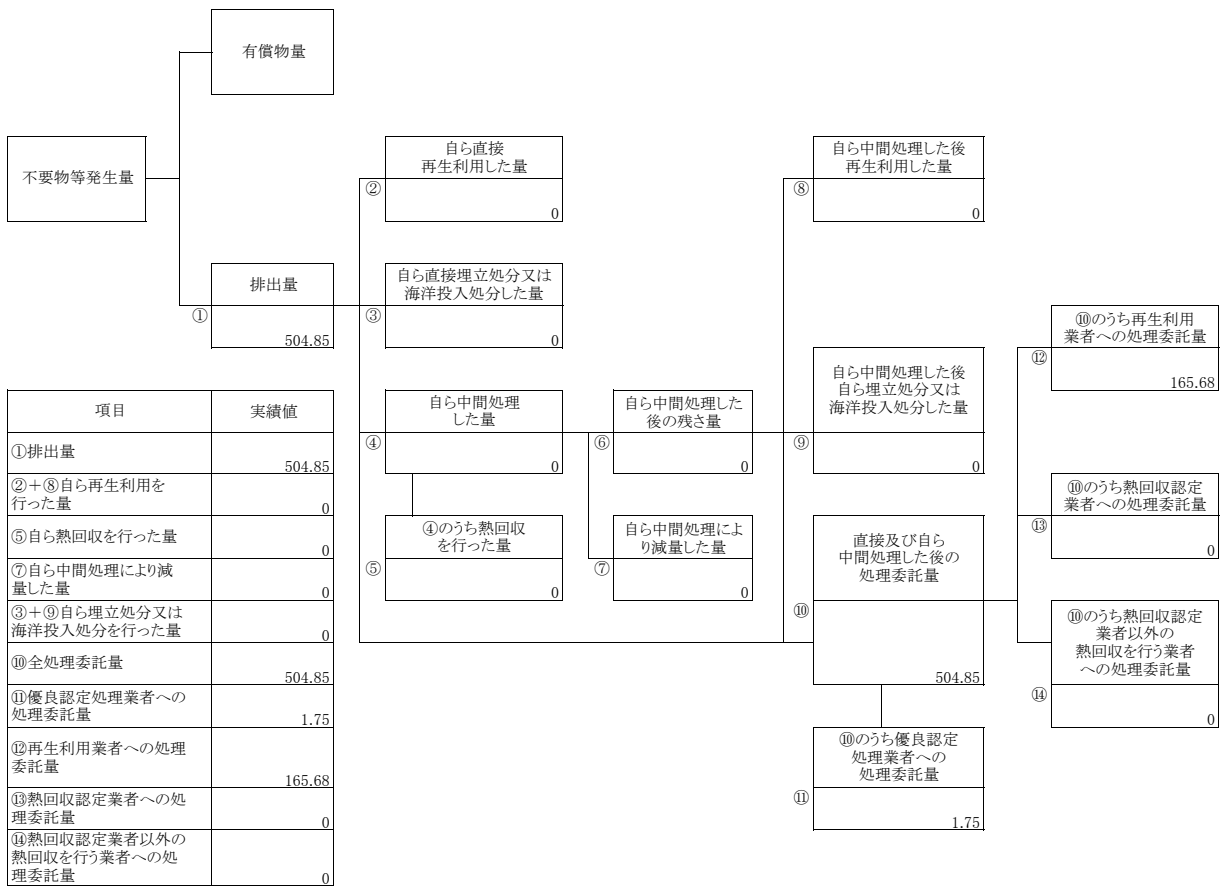 有償物量
不要物等発生量
自ら直接
再生利用した量
②
0
自ら中間処理した後
再生利用した量
⑧
0
排出量
①
504.85
自ら直接埋立処分又は
海洋投入処分した量
③
0
⑩のうち再生利用
業者への処理委託量
⑫
165.68
自ら中間処理
した量
④
0
自ら中間処理した
後の残さ量
⑥
0
自ら中間処理した後
自ら埋立処分又は
海洋投入処分した量
⑨
0
⑩のうち熱回収認定
業者への処理委託量
⑬
0
④のうち熱回収
を行った量
⑤
0
自ら中間処理によ
り減量した量
⑦
0
直接及び自ら
中間処理した後の
処理委託量
⑩
504.85
⑩のうち熱回収認定
業者以外の
熱回収を行う業者
への処理委託量
⑭
0
⑩のうち優良認定
処理業者への
処理委託量
⑪
1.75
項目 実績値
①排出量
504.85
②+⑧自ら再生利用を
行った量
0
⑤自ら熱回収を行った量
0
⑦自ら中間処理により減
量した量
0
③+⑨自ら埋立処分又は
海洋投入処分を行った量
0
⑩全処理委託量
504.85
⑪優良認定処理業者への
処理委託量
1.75
⑫再生利用業者への処理
委託量
165.68
⑬熱回収認定業者への処
理委託量
0
⑭熱回収認定業者以外の
熱回収を行う業者への処
理委託量
0